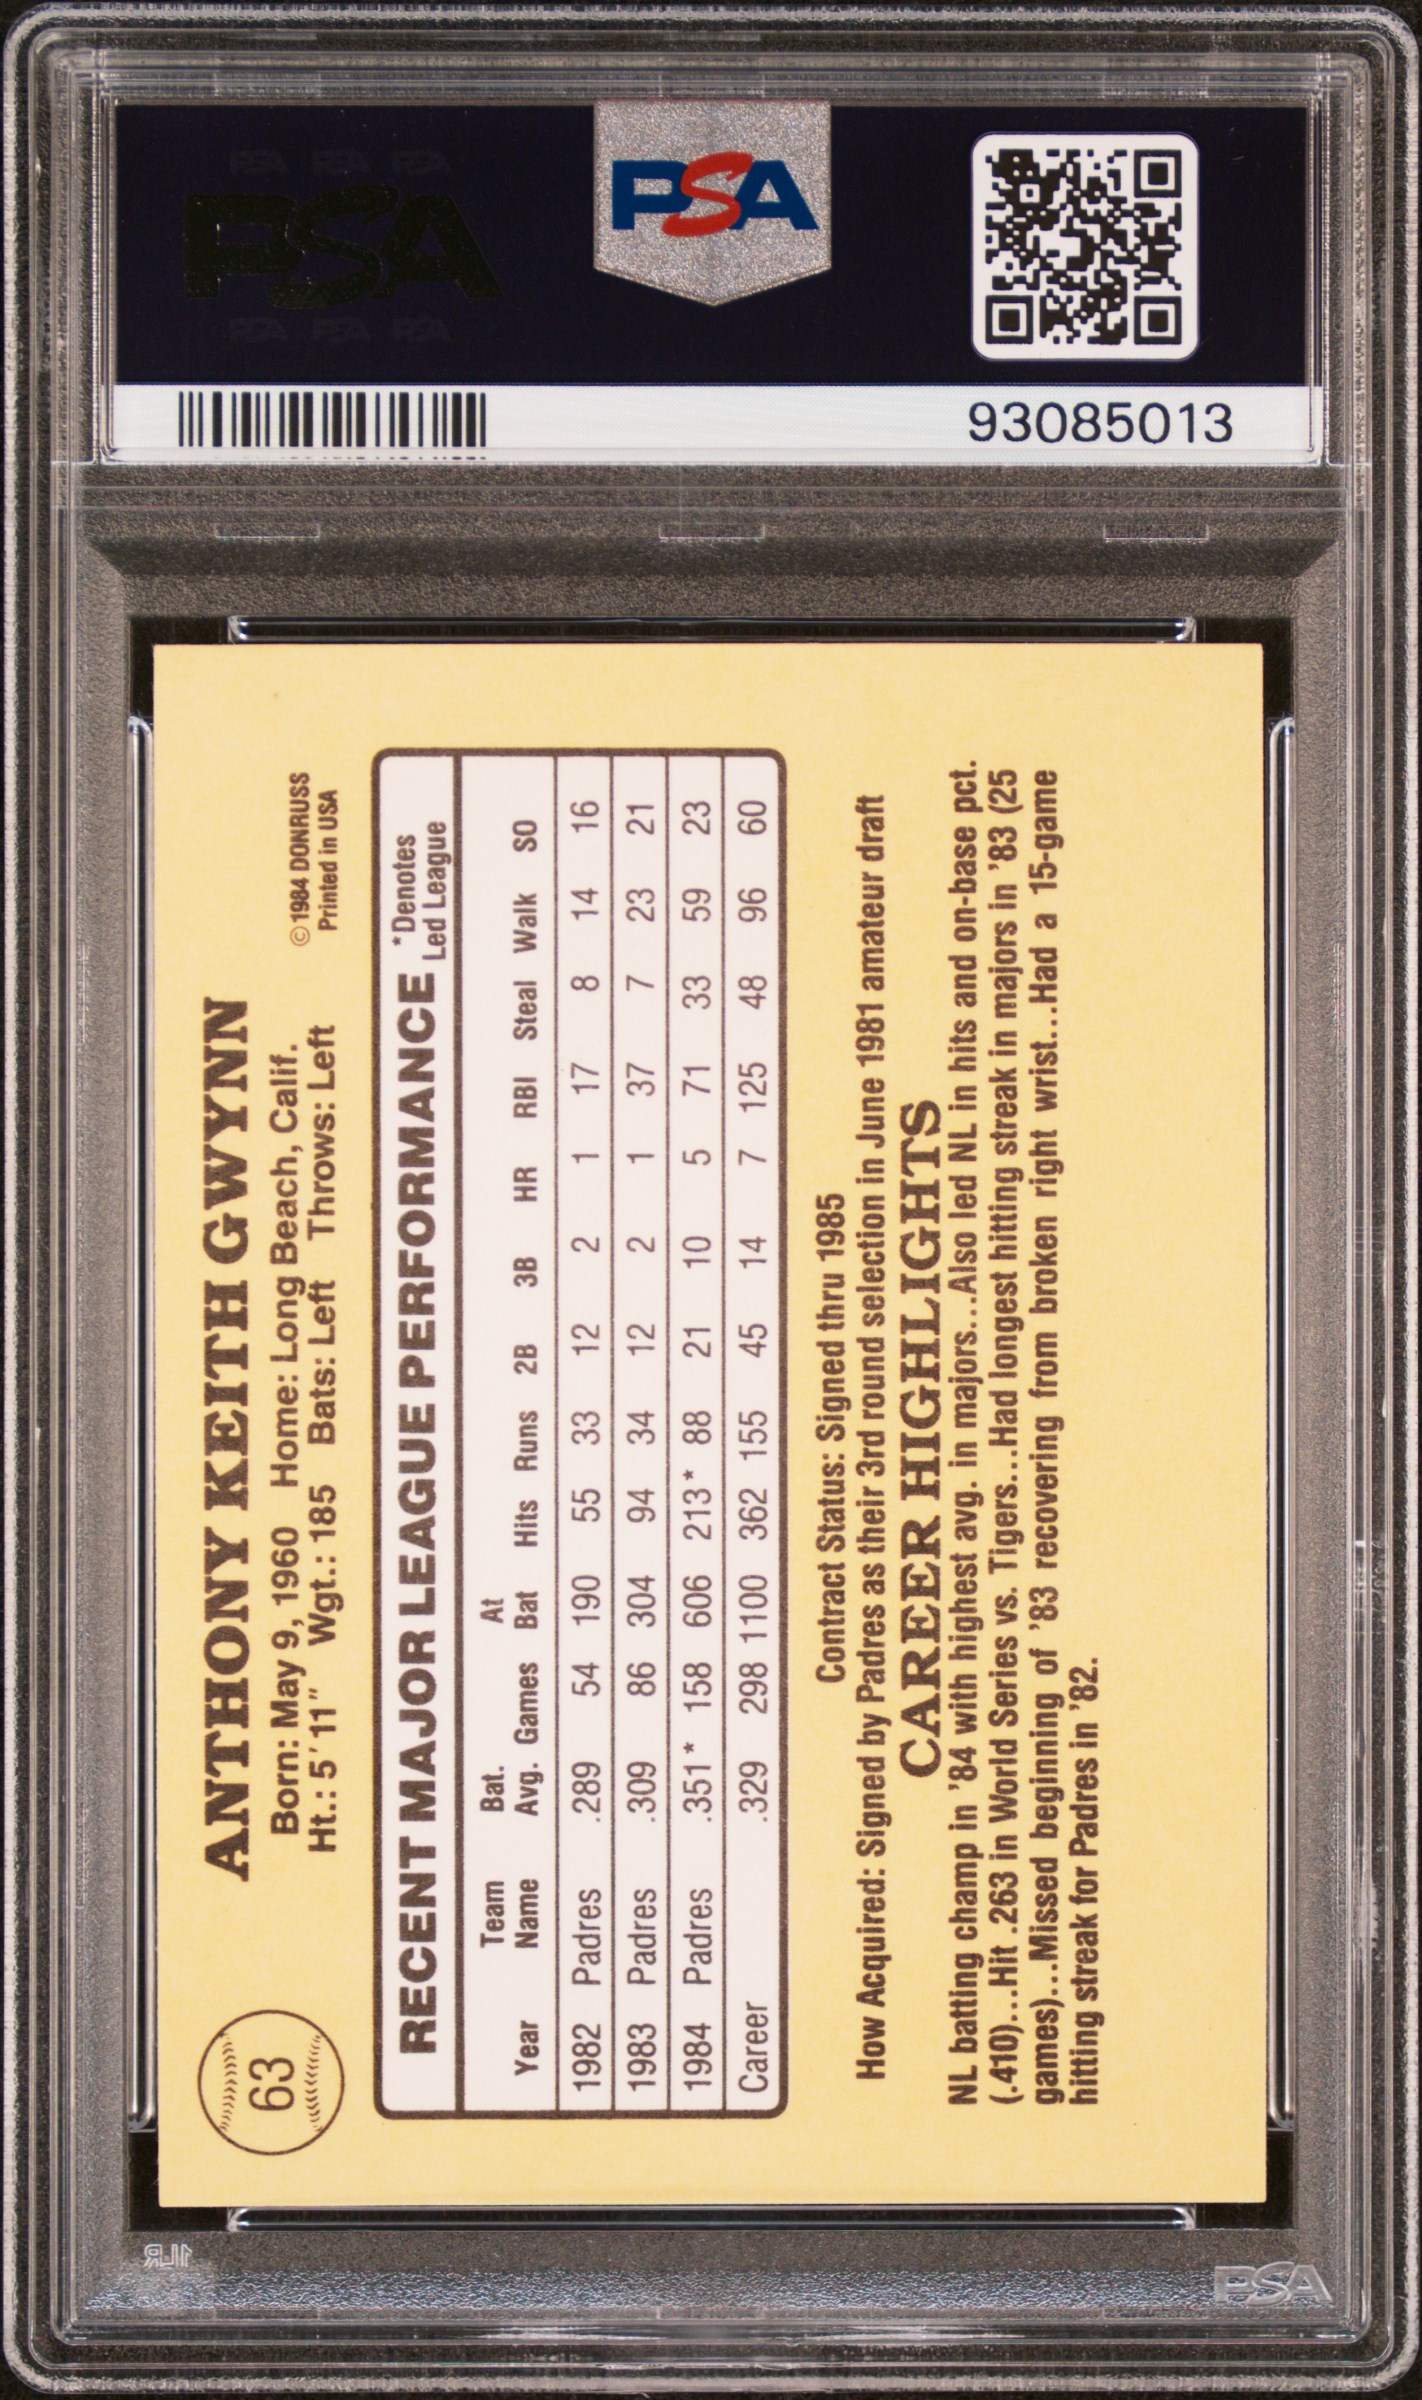 PSA PSA PSA
PSA
PSA PSA PSA
PSA
93085013
63
ANTHONY KEITH GWYNN
Born: May 9, 1960 Home: Long Beach, Calif.
Ht.: 5'11" Wgt.: 185 Bats: Left Throws: Left
©1984 DONRUSS
Printed in USA
RECENT MAJOR LEAGUE PERFORMANCE *Denotes
Led League
Team Bat. At
Year Name Avg. Games Bat Hits Runs 2B 3B HR RBI Steal Walk SO
1982 Padres .289 54 190 55 33 12 2 1 17 8 14 16
1983 Padres .309 86 304 94 34 12 2 1 37 7 23 21
1984 Padres .351* 158 606 213* 88 21 10 5 71 33 59 23
Career .329 298 1100 362 155 45 14 7 125 48 96 60
Contract Status: Signed thru 1985
How Acquired: Signed by Padres as their 3rd round selection in June 1981 amateur draft
CAREER HIGHLIGHTS
NL batting champ in '84 with highest avg. in majors...Also led NL in hits and on-base pct.
(.410)...Hit .263 in World Series vs. Tigers...Had longest hitting streak in majors in '83 (25
games)...Missed beginning of '83 recovering from broken right wrist...Had a 15-game
hitting streak for Padres in '82.
PSA